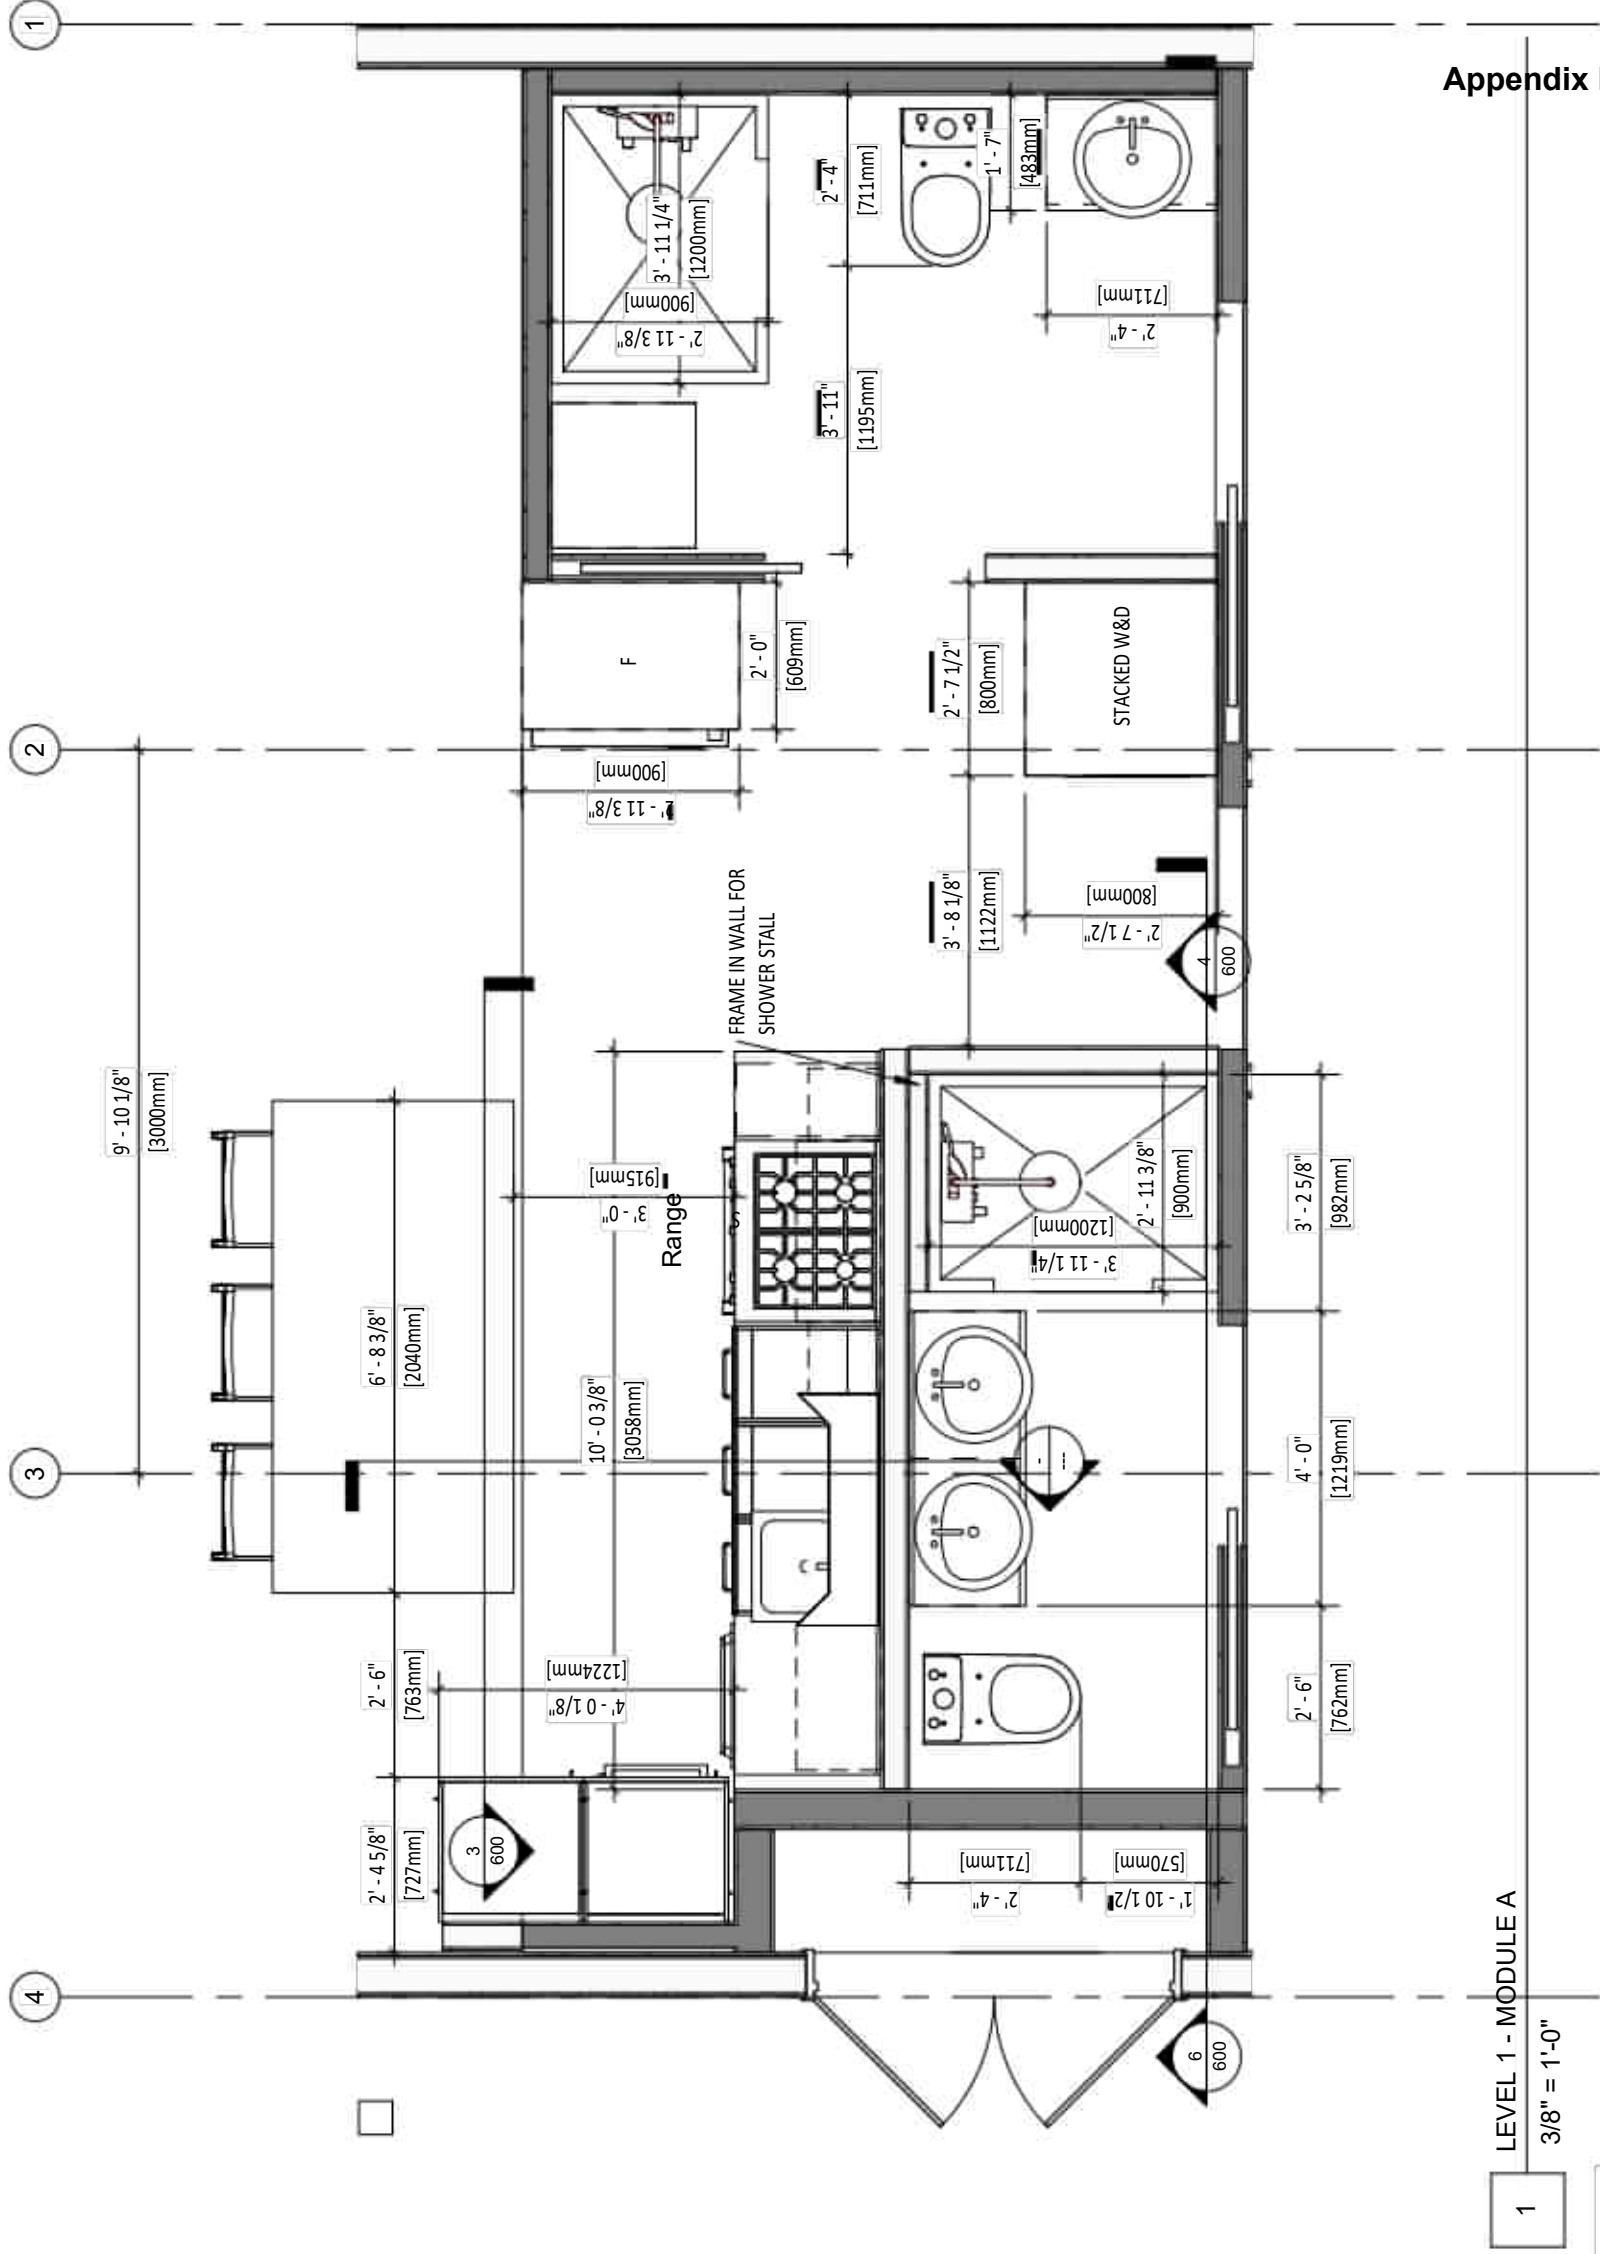 1
2
3
4
Appendix
3' - 11 1/4"
[1200mm]
2' - 11 3/8"
[900mm]
2' - 4"
[711mm]
1' - 7"
[483mm]
2' - 4"
[711mm]
3' - 11"
[1195mm]
F
2' - 0"
[609mm]
2' - 11 3/8"
[900mm]
2' - 7 1/2"
[800mm]
STACKED W&D
3' - 8 1/8"
[1122mm]
2' - 7 1/2"
[800mm]
4
600
9' - 10 1/8"
[3000mm]
FRAME IN WALL FOR
SHOWER STALL
3' - 0"
[915mm]
Range
6' - 8 3/8"
[2040mm]
10' - 0 3/8"
[3058mm]
2' - 11 3/8"
[900mm]
3' - 11 1/4"
[1200mm]
3' - 2 5/8"
[982mm]
4' - 0"
[1219mm]
-
---
2' - 6"
[763mm]
4' - 0 1/8"
[1224mm]
2' - 6"
[762mm]
2' - 4 5/8"
[727mm]
3
600
2' - 4"
[711mm]
1' - 10 1/2"
[570mm]
6
600
1
LEVEL 1 - MODULE A
3/8" = 1'-0"